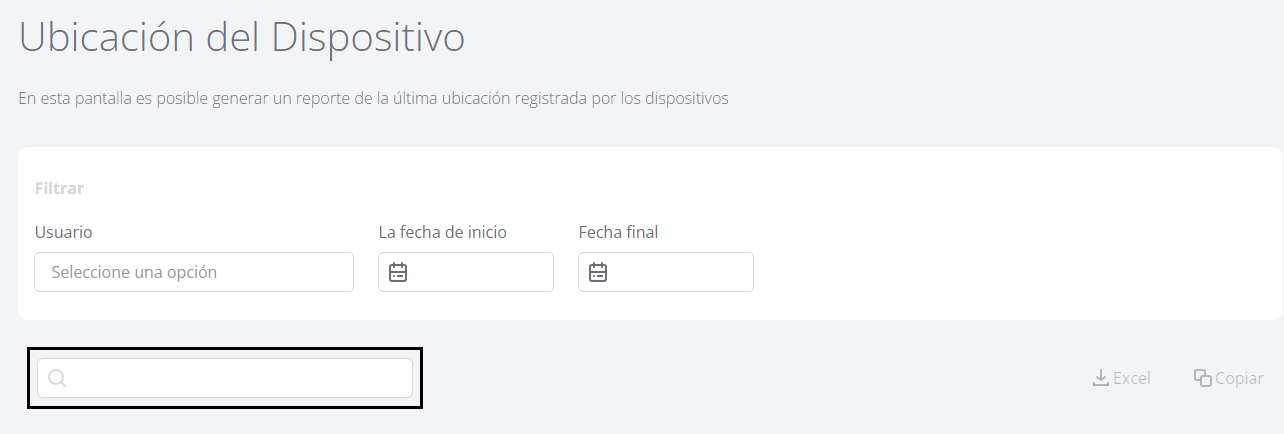 Ubicación del Dispositivo
En esta pantalla es posible generar un reporte de la última ubicación registrada por los dispositivos
Filtrar
Usuario La fecha de inicio Fecha final
Seleccione una opción
Excel Copiar